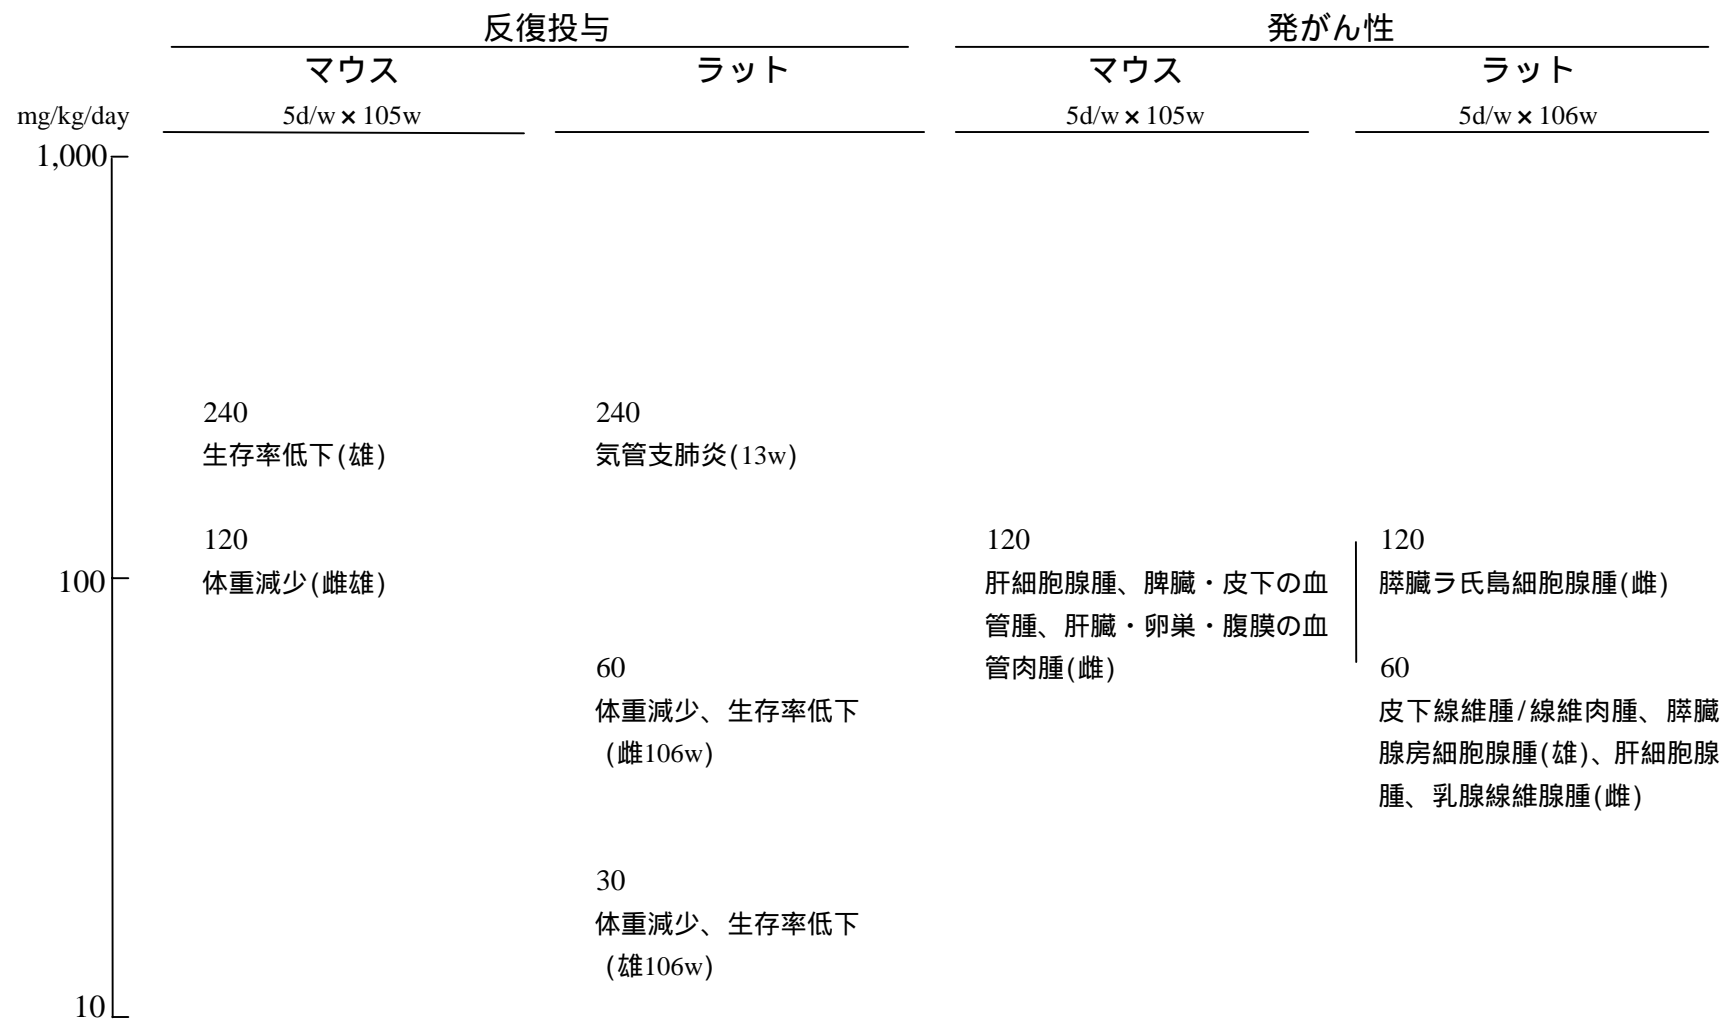 反復投与
発がん性
マウス
ラット
マウス
ラット
mg/kg/day
5d/w×105w
5d/w×105w
5d/w×106w
1,000
240
生存率低下(雄)
240
気管支肺炎(13w)
120
体重減少(雌雄)
100
120
肝細胞腺腫、脾臓・皮下の血
管腫、肝臓・卵巣・腹膜の血
管肉腫(雌)
120
膵臓ラ氏島細胞腺腫(雌)
60
体重減少、生存率低下
(雌106w)
60
皮下線維腫/線維肉腫、膵臓
腺房細胞腺腫(雄)、肝細胞腺
腫、乳腺線維腺腫(雌)
30
体重減少、生存率低下
(雄106w)
10